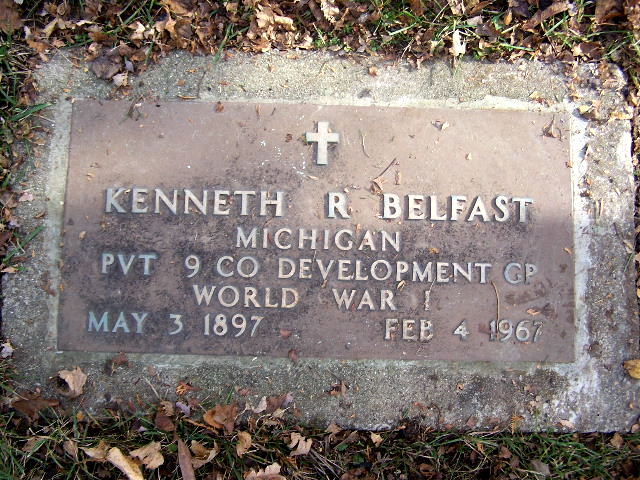 KENNETH R BELFAST
MICHIGAN
PVT 9 CO DEVELOPMENT GP
WORLD WAR I
MAY 3 1897 FEB 4 1967